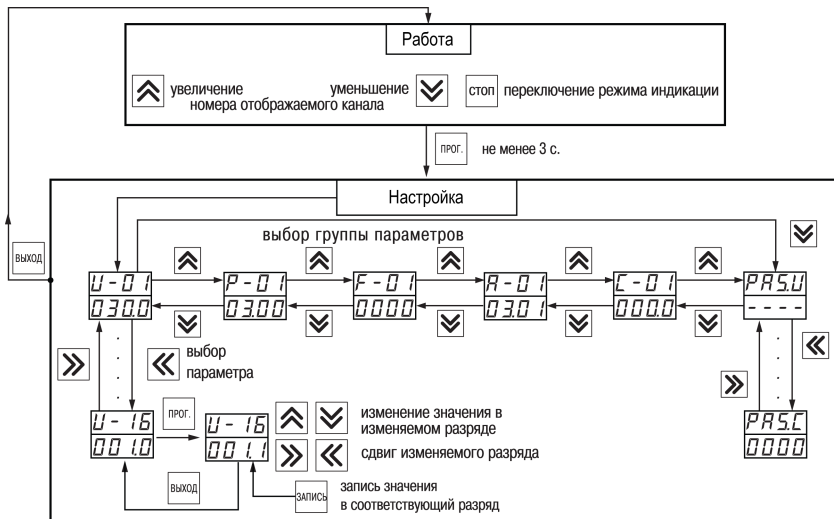 Работа
увеличение
номера отображаемого канала
уменьшение
стоп
переключение режима индикации
ПРОГ.
не менее 3 с.
Настройка
выбор группы параметров
ВЫХОД
U-01
030.0
P-01
03.00
F-01
0000
A-01
03.01
C-01
000.0
PAS.U
----
выбор
параметра
U-16
001.0
ПРОГ.
U-16
001.1
изменение значения в
изменяемом разряде
сдвиг изменяемого разряда
PAS.C
0000
ВЫХОД
ЗАПИСЬ
запись значения
в соответствующий разряд